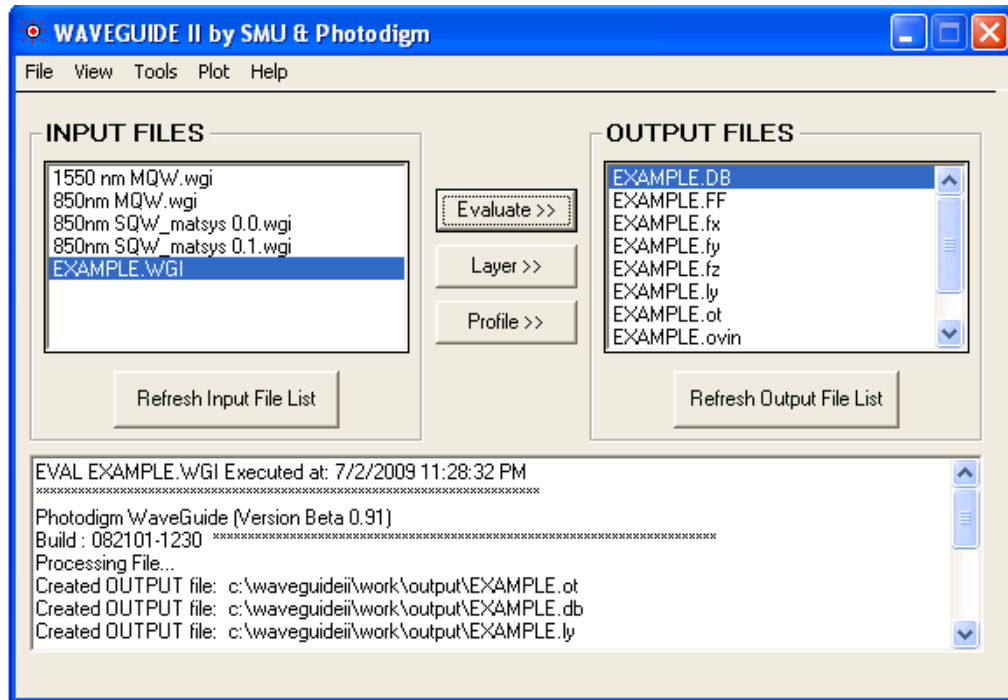 WAVEGUIDE II by SMU & Photodigm
File View Tools Plot Help
INPUT FILES
1550 nm MQW.wgi
850nm MQW.wgi
850nm SQW_matsys 0.0.wgi
850nm SQW_matsys 0.1.wgi
EXAMPLE.WGI
Refresh Input File List
Evaluate >>
Layer >>
Profile >>
OUTPUT FILES
EXAMPLE.DB
EXAMPLE.FF
EXAMPLE.fx
EXAMPLE.fy
EXAMPLE.fz
EXAMPLE.ly
EXAMPLE.ot
EXAMPLE.ovin
Refresh Output File List
EVAL EXAMPLE.WGI Executed at: 7/2/2009 11:28:32 PM
************************************************************************
Photodigm WaveGuide (Version Beta 0.91)
Build : 082101-1230 ************************************************************************
Processing File...
Created OUTPUT file: c:\waveguideii\work\output\EXAMPLE.ot
Created OUTPUT file: c:\waveguideii\work\output\EXAMPLE.db
Created OUTPUT file: c:\waveguideii\work\output\EXAMPLE.ly